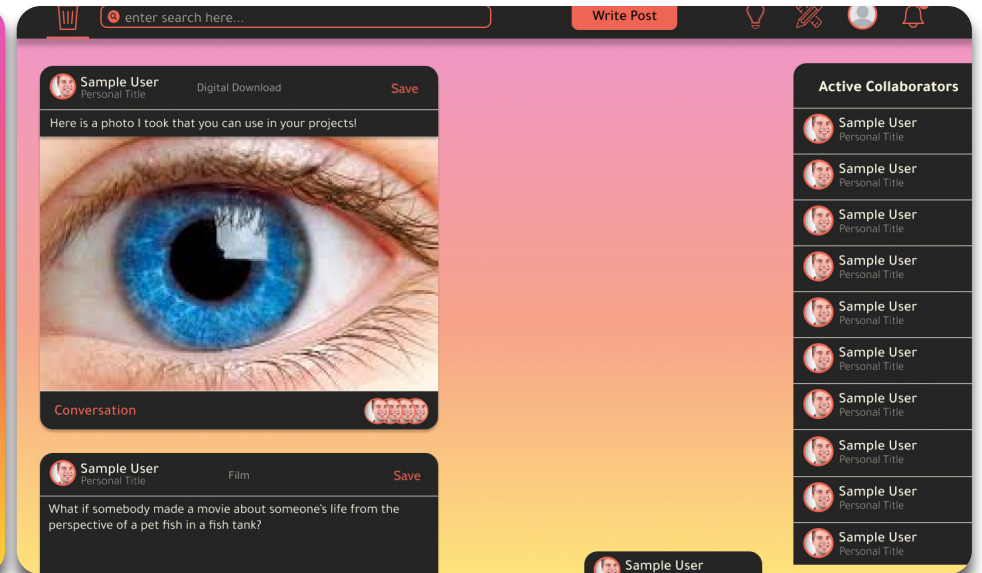 enter search here...
Write Post
Sample User
Personal Title
Digital Download
Save
Here is a photo I took that you can use in your projects!
Conversation
Sample User
Personal Title
Film
Save
What if somebody made a movie about someone's life from the
perspective of a pet fish in a fish tank?
Sample User
Active Collaborators
Sample User
Personal Title
Sample User
Personal Title
Sample User
Personal Title
Sample User
Personal Title
Sample User
Personal Title
Sample User
Personal Title
Sample User
Personal Title
Sample User
Personal Title
Sample User
Personal Title
Sample User
Personal Title